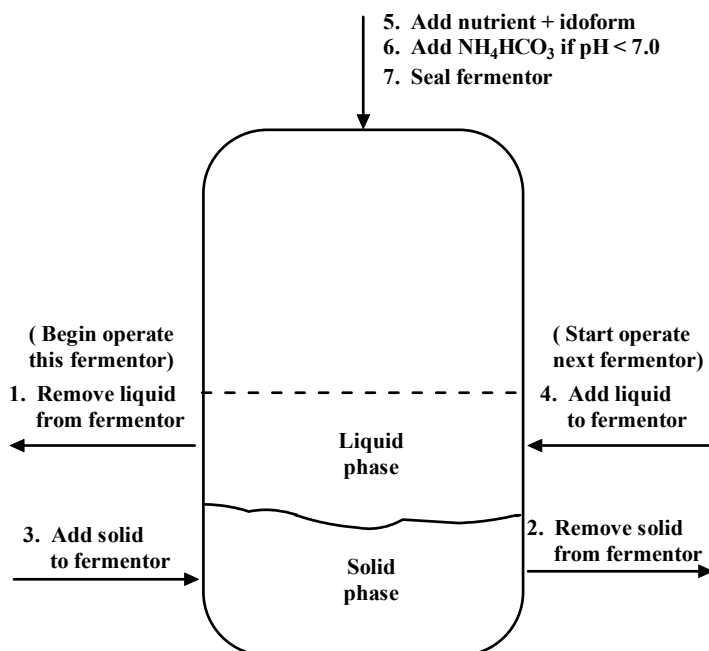 5. Add nutrient + idoform
6. Add NH₄HCO₃ if pH < 7.0
7. Seal fermentor
( Begin operate
this fermentor)
1. Remove liquid
from fermentor
( Start operate
next fermentor)
4. Add liquid
to fermentor
Liquid
phase
3. Add solid
to fermentor
2. Remove solid
from fermentor
Solid
phase